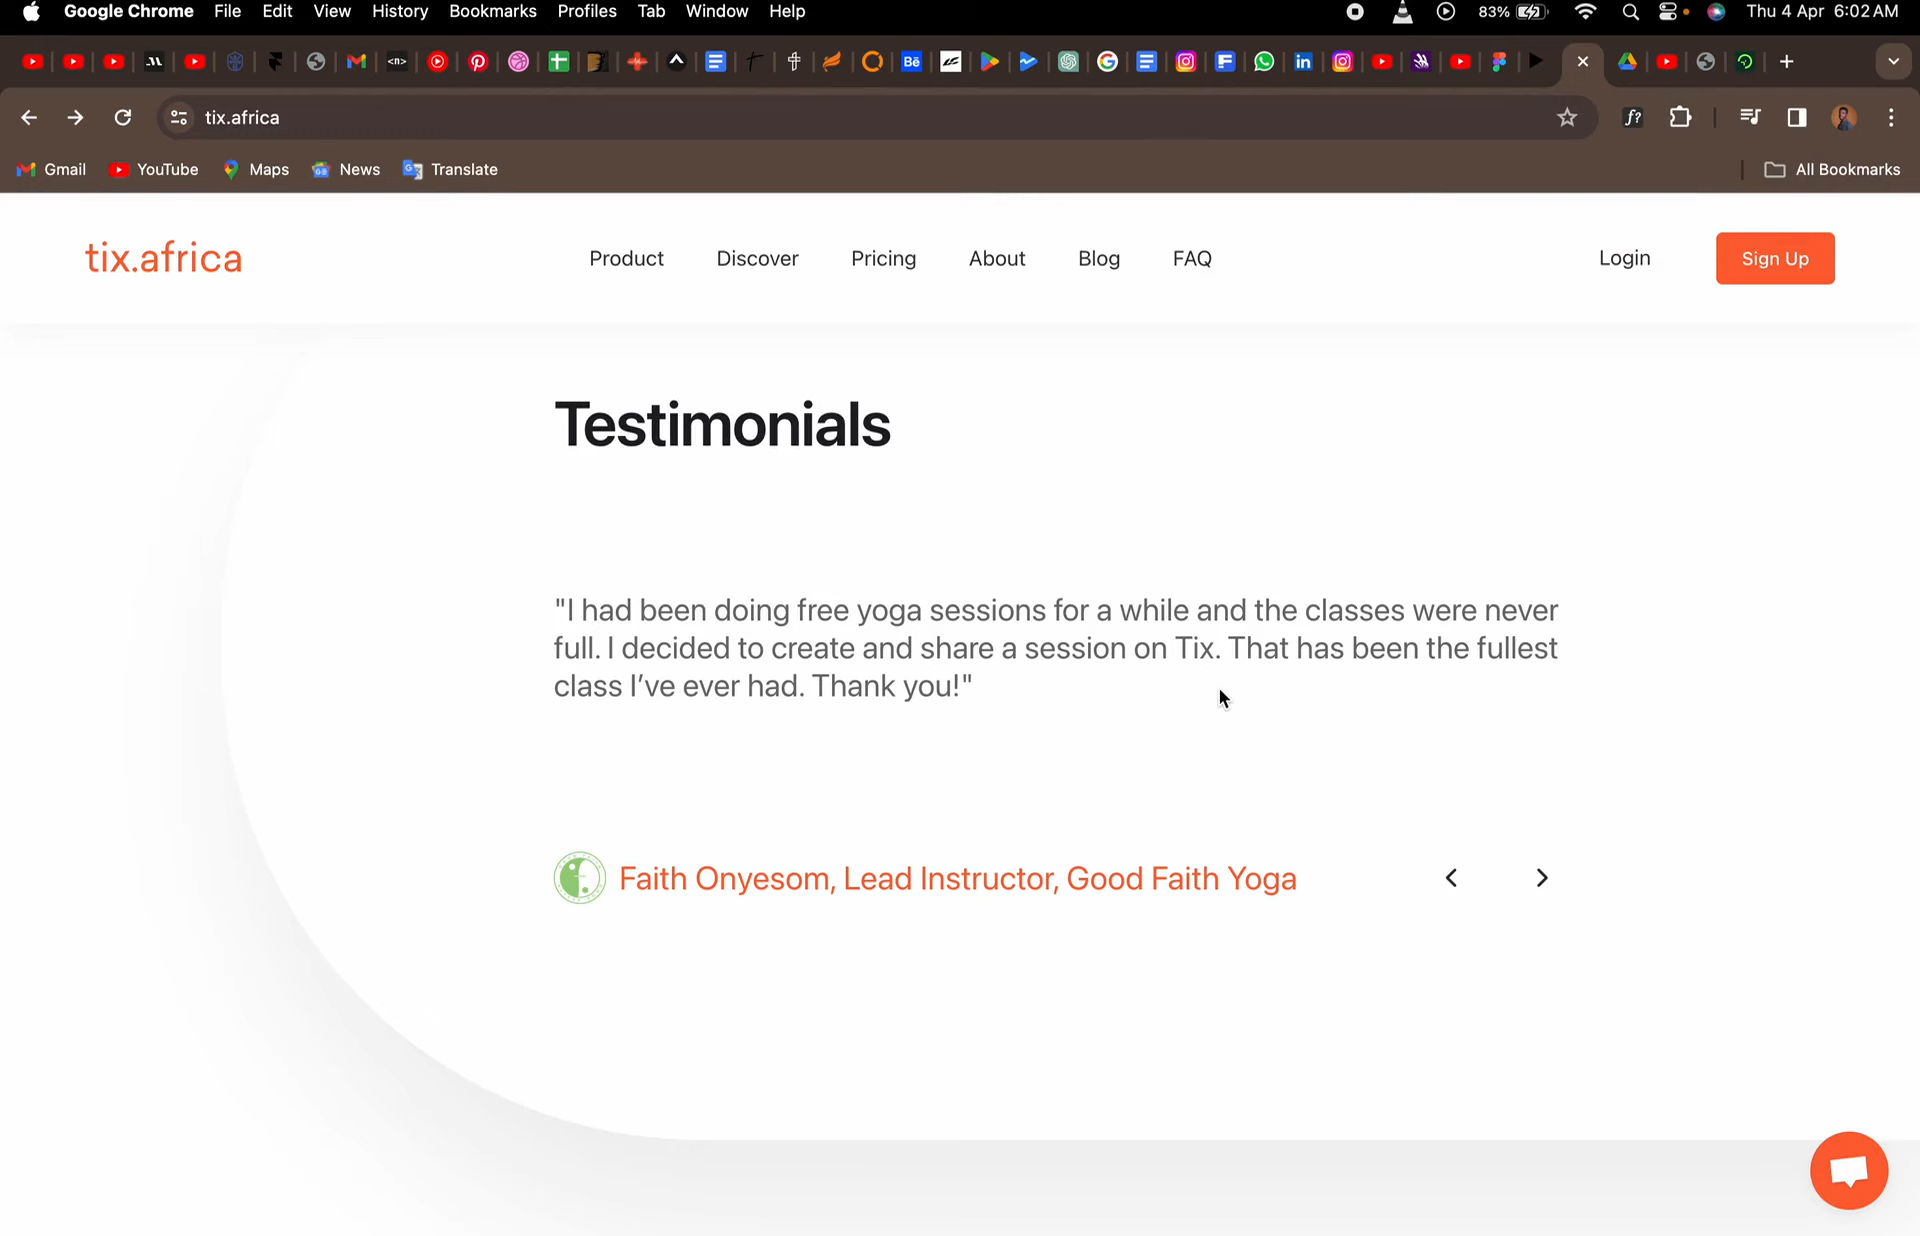 Google Chrome File Edit View History Bookmarks Profiles Tab Window Help 83% Thu 4 Apr 6:02 AM
tix.africa
Gmail YouTube Maps News Translate All Bookmarks
tix.africa Product Discover Pricing About Blog FAQ Login Sign Up
Testimonials
"I had been doing free yoga sessions for a while and the classes were never
full. I decided to create and share a session on Tix. That has been the fullest
class I've ever had. Thank you!"
Faith Onyesom, Lead Instructor, Good Faith Yoga